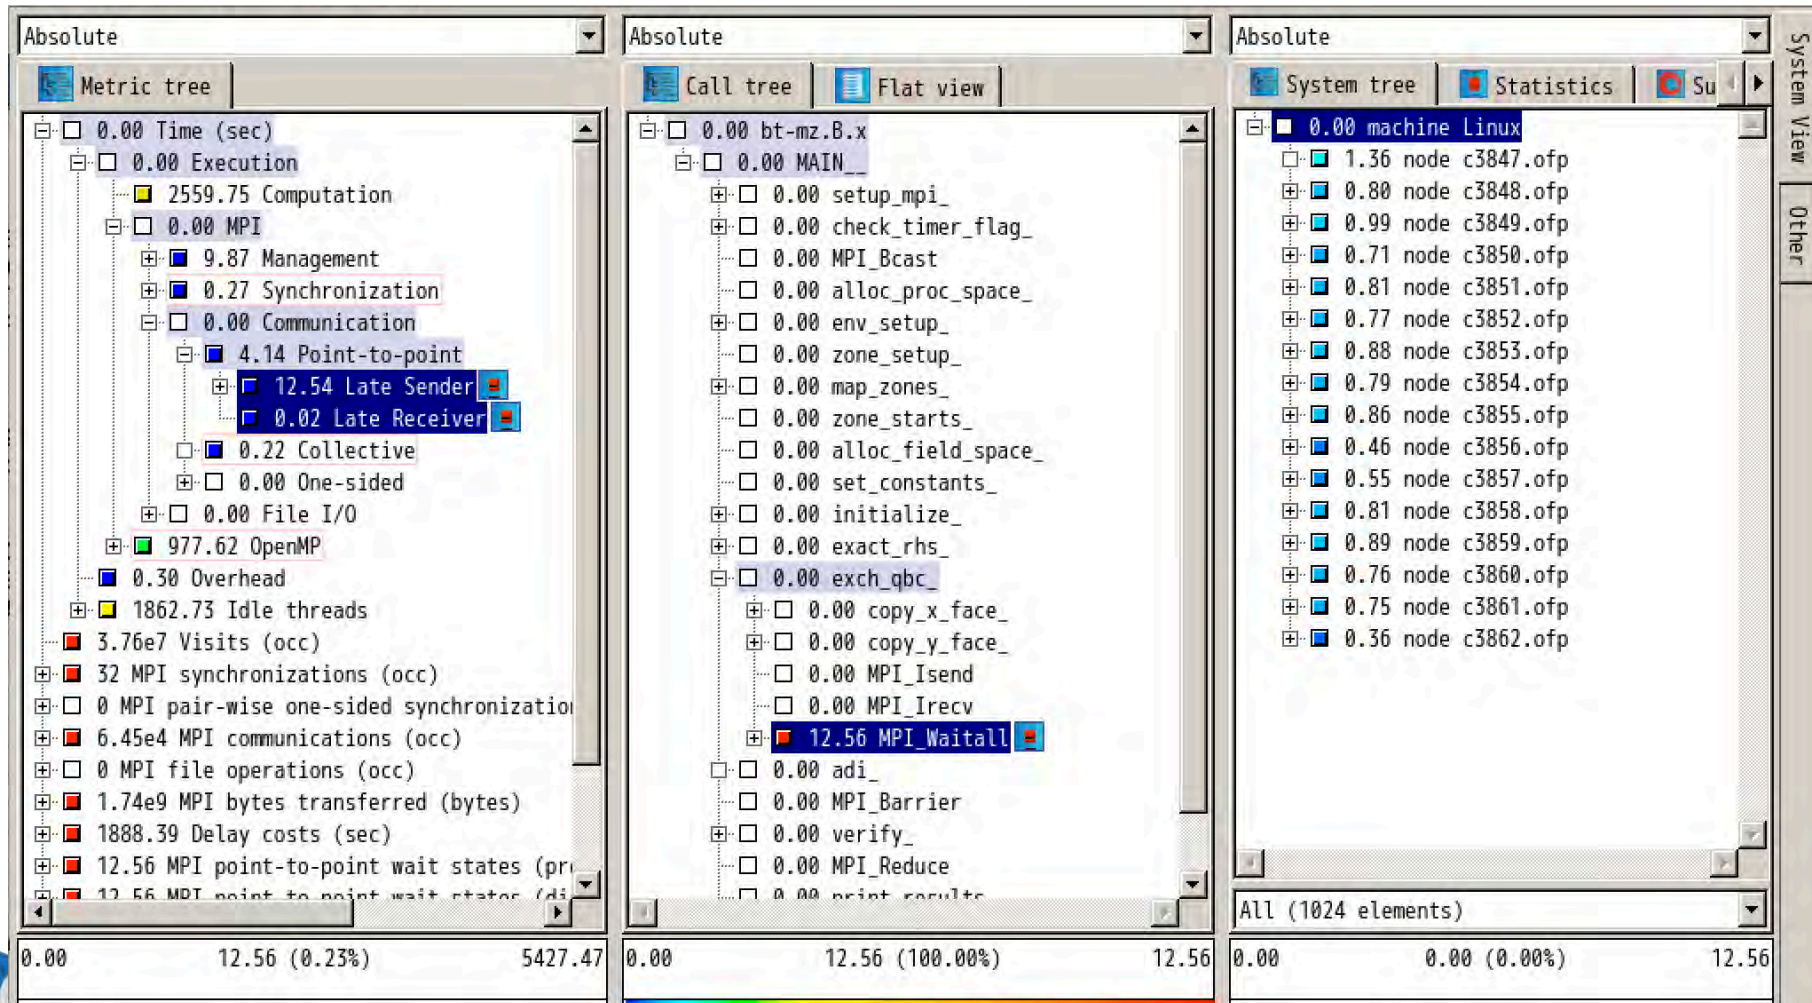 Absolute
Metric tree
0.00 Time (sec)
0.00 Execution
2559.75 Computation
0.00 MPI
9.87 Management
0.27 Synchronization
0.00 Communication
4.14 Point-to-point
12.54 Late Sender
0.02 Late Receiver
0.22 Collective
0.00 One-sided
0.00 File I/O
977.62 OpenMP
0.30 Overhead
1862.73 Idle threads
3.76e7 Visits (occ)
32 MPI synchronizations (occ)
0 MPI pair-wise one-sided synchronizatio
6.45e4 MPI communications (occ)
0 MPI file operations (occ)
1.74e9 MPI bytes transferred (bytes)
1888.39 Delay costs (sec)
12.56 MPI point-to-point wait states (pr
12.56 MPI point-to-point wait states (di
0.00 12.56 (0.23%) 5427.47
Absolute
Call tree Flat view
0.00 bt-mz.B.x
0.00 MAIN__
0.00 setup_mpi_
0.00 check_timer_flag_
0.00 MPI_Bcast
0.00 alloc_proc_space_
0.00 env_setup_
0.00 zone_setup_
0.00 map_zones_
0.00 zone_starts_
0.00 alloc_field_space_
0.00 set_constants_
0.00 initialize_
0.00 exact_rhs_
0.00 exch_qbc_
0.00 copy_x_face_
0.00 copy_y_face_
0.00 MPI_Isend
0.00 MPI_Irecv
12.56 MPI_Waitall
0.00 adi_
0.00 MPI_Barrier
0.00 verify_
0.00 MPI_Reduce
0.00 print_results_
0.00 12.56 (100.00%) 12.56
Absolute
System tree Statistics Su
0.00 machine Linux
1.36 node c3847.ofp
0.80 node c3848.ofp
0.99 node c3849.ofp
0.71 node c3850.ofp
0.81 node c3851.ofp
0.77 node c3852.ofp
0.88 node c3853.ofp
0.79 node c3854.ofp
0.86 node c3855.ofp
0.46 node c3856.ofp
0.55 node c3857.ofp
0.81 node c3858.ofp
0.89 node c3859.ofp
0.76 node c3860.ofp
0.75 node c3861.ofp
0.36 node c3862.ofp
All (1024 elements)
0.00 0.00 (0.00%) 12.56
System View
Other